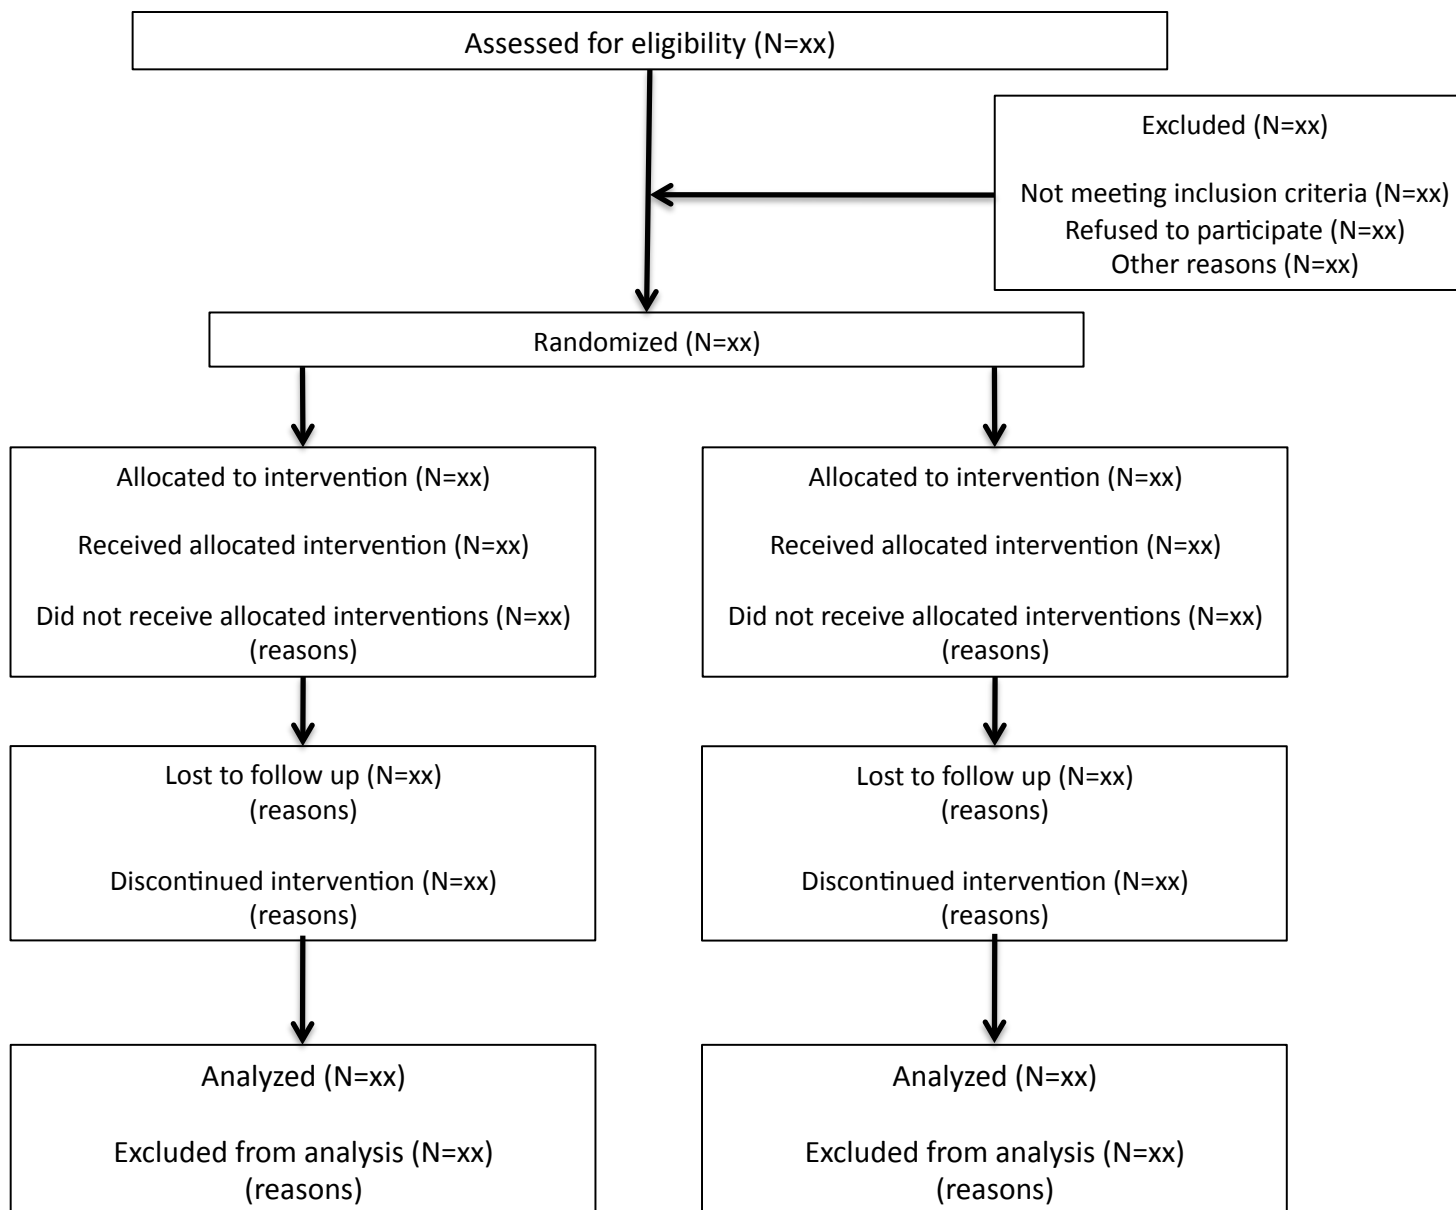 Assessed for eligibility (N=xx)
Excluded (N=xx)
Not meeting inclusion criteria (N=xx)
Refused to participate (N=xx)
Other reasons (N=xx)
Randomized (N=xx)
Allocated to intervention (N=xx)
Received allocated intervention (N=xx)
Did not receive allocated interventions (N=xx)
(reasons)
Allocated to intervention (N=xx)
Received allocated intervention (N=xx)
Did not receive allocated interventions (N=xx)
(reasons)
Lost to follow up (N=xx)
(reasons)
Discontinued intervention (N=xx)
(reasons)
Lost to follow up (N=xx)
(reasons)
Discontinued intervention (N=xx)
(reasons)
Analyzed (N=xx)
Excluded from analysis (N=xx)
(reasons)
Analyzed (N=xx)
Excluded from analysis (N=xx)
(reasons)